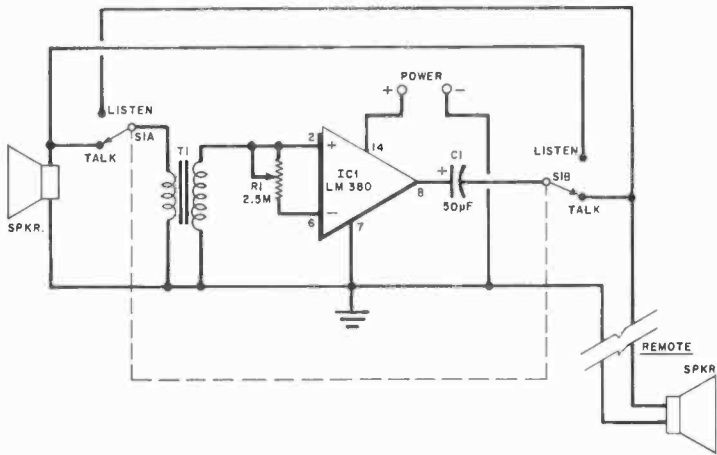 LISTEN
S1A
TALK
T1
SPKR.
2
+
R1
2.5M
6
−
IC1
LM 380
14
7
8
POWER
+
−
+
C1
50µF
LISTEN
S1B
TALK
REMOTE
SPKR